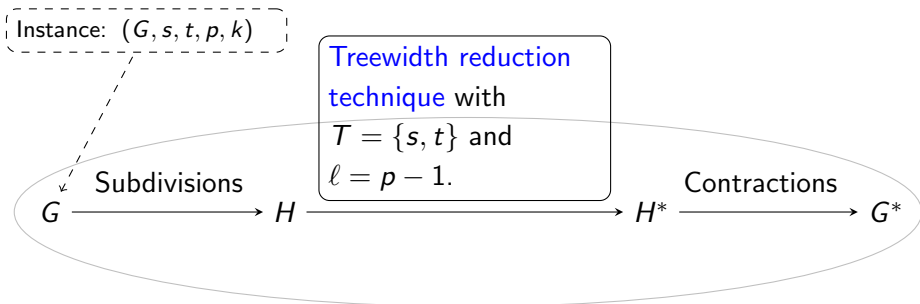 Instance: (G, s, t, p, k)
Treewidth reduction
technique with
T = {s, t} and
ℓ = p − 1.
Subdivisions
Contractions
G
H
H*
G*